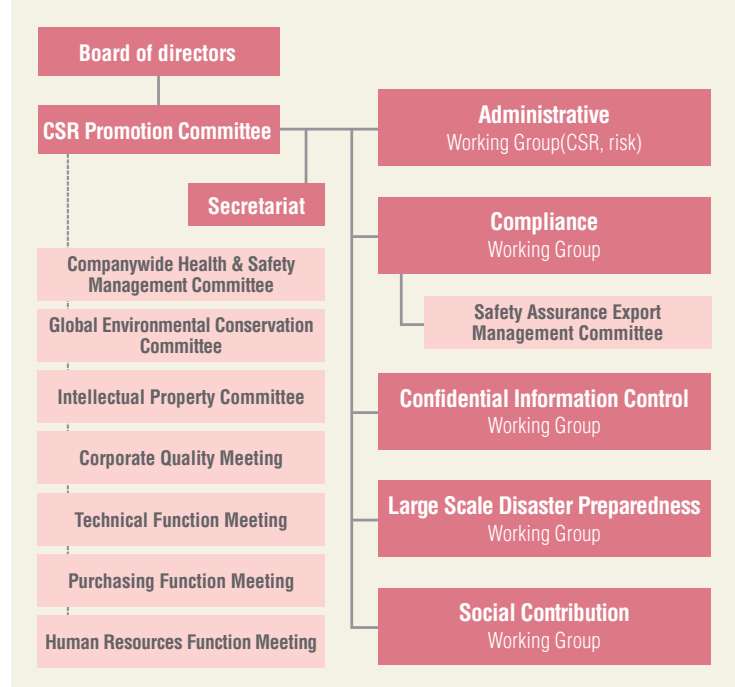 Board of directors
CSR Promotion Committee
Secretariat
Companywide Health & Safety
Management Committee
Global Environmental Conservation
Committee
Intellectual Property Committee
Corporate Quality Meeting
Technical Function Meeting
Purchasing Function Meeting
Human Resources Function Meeting
Administrative
Working Group(CSR, risk)
Compliance
Working Group
Safety Assurance Export
Management Committee
Confidential Information Control
Working Group
Large Scale Disaster Preparedness
Working Group
Social Contribution
Working Group